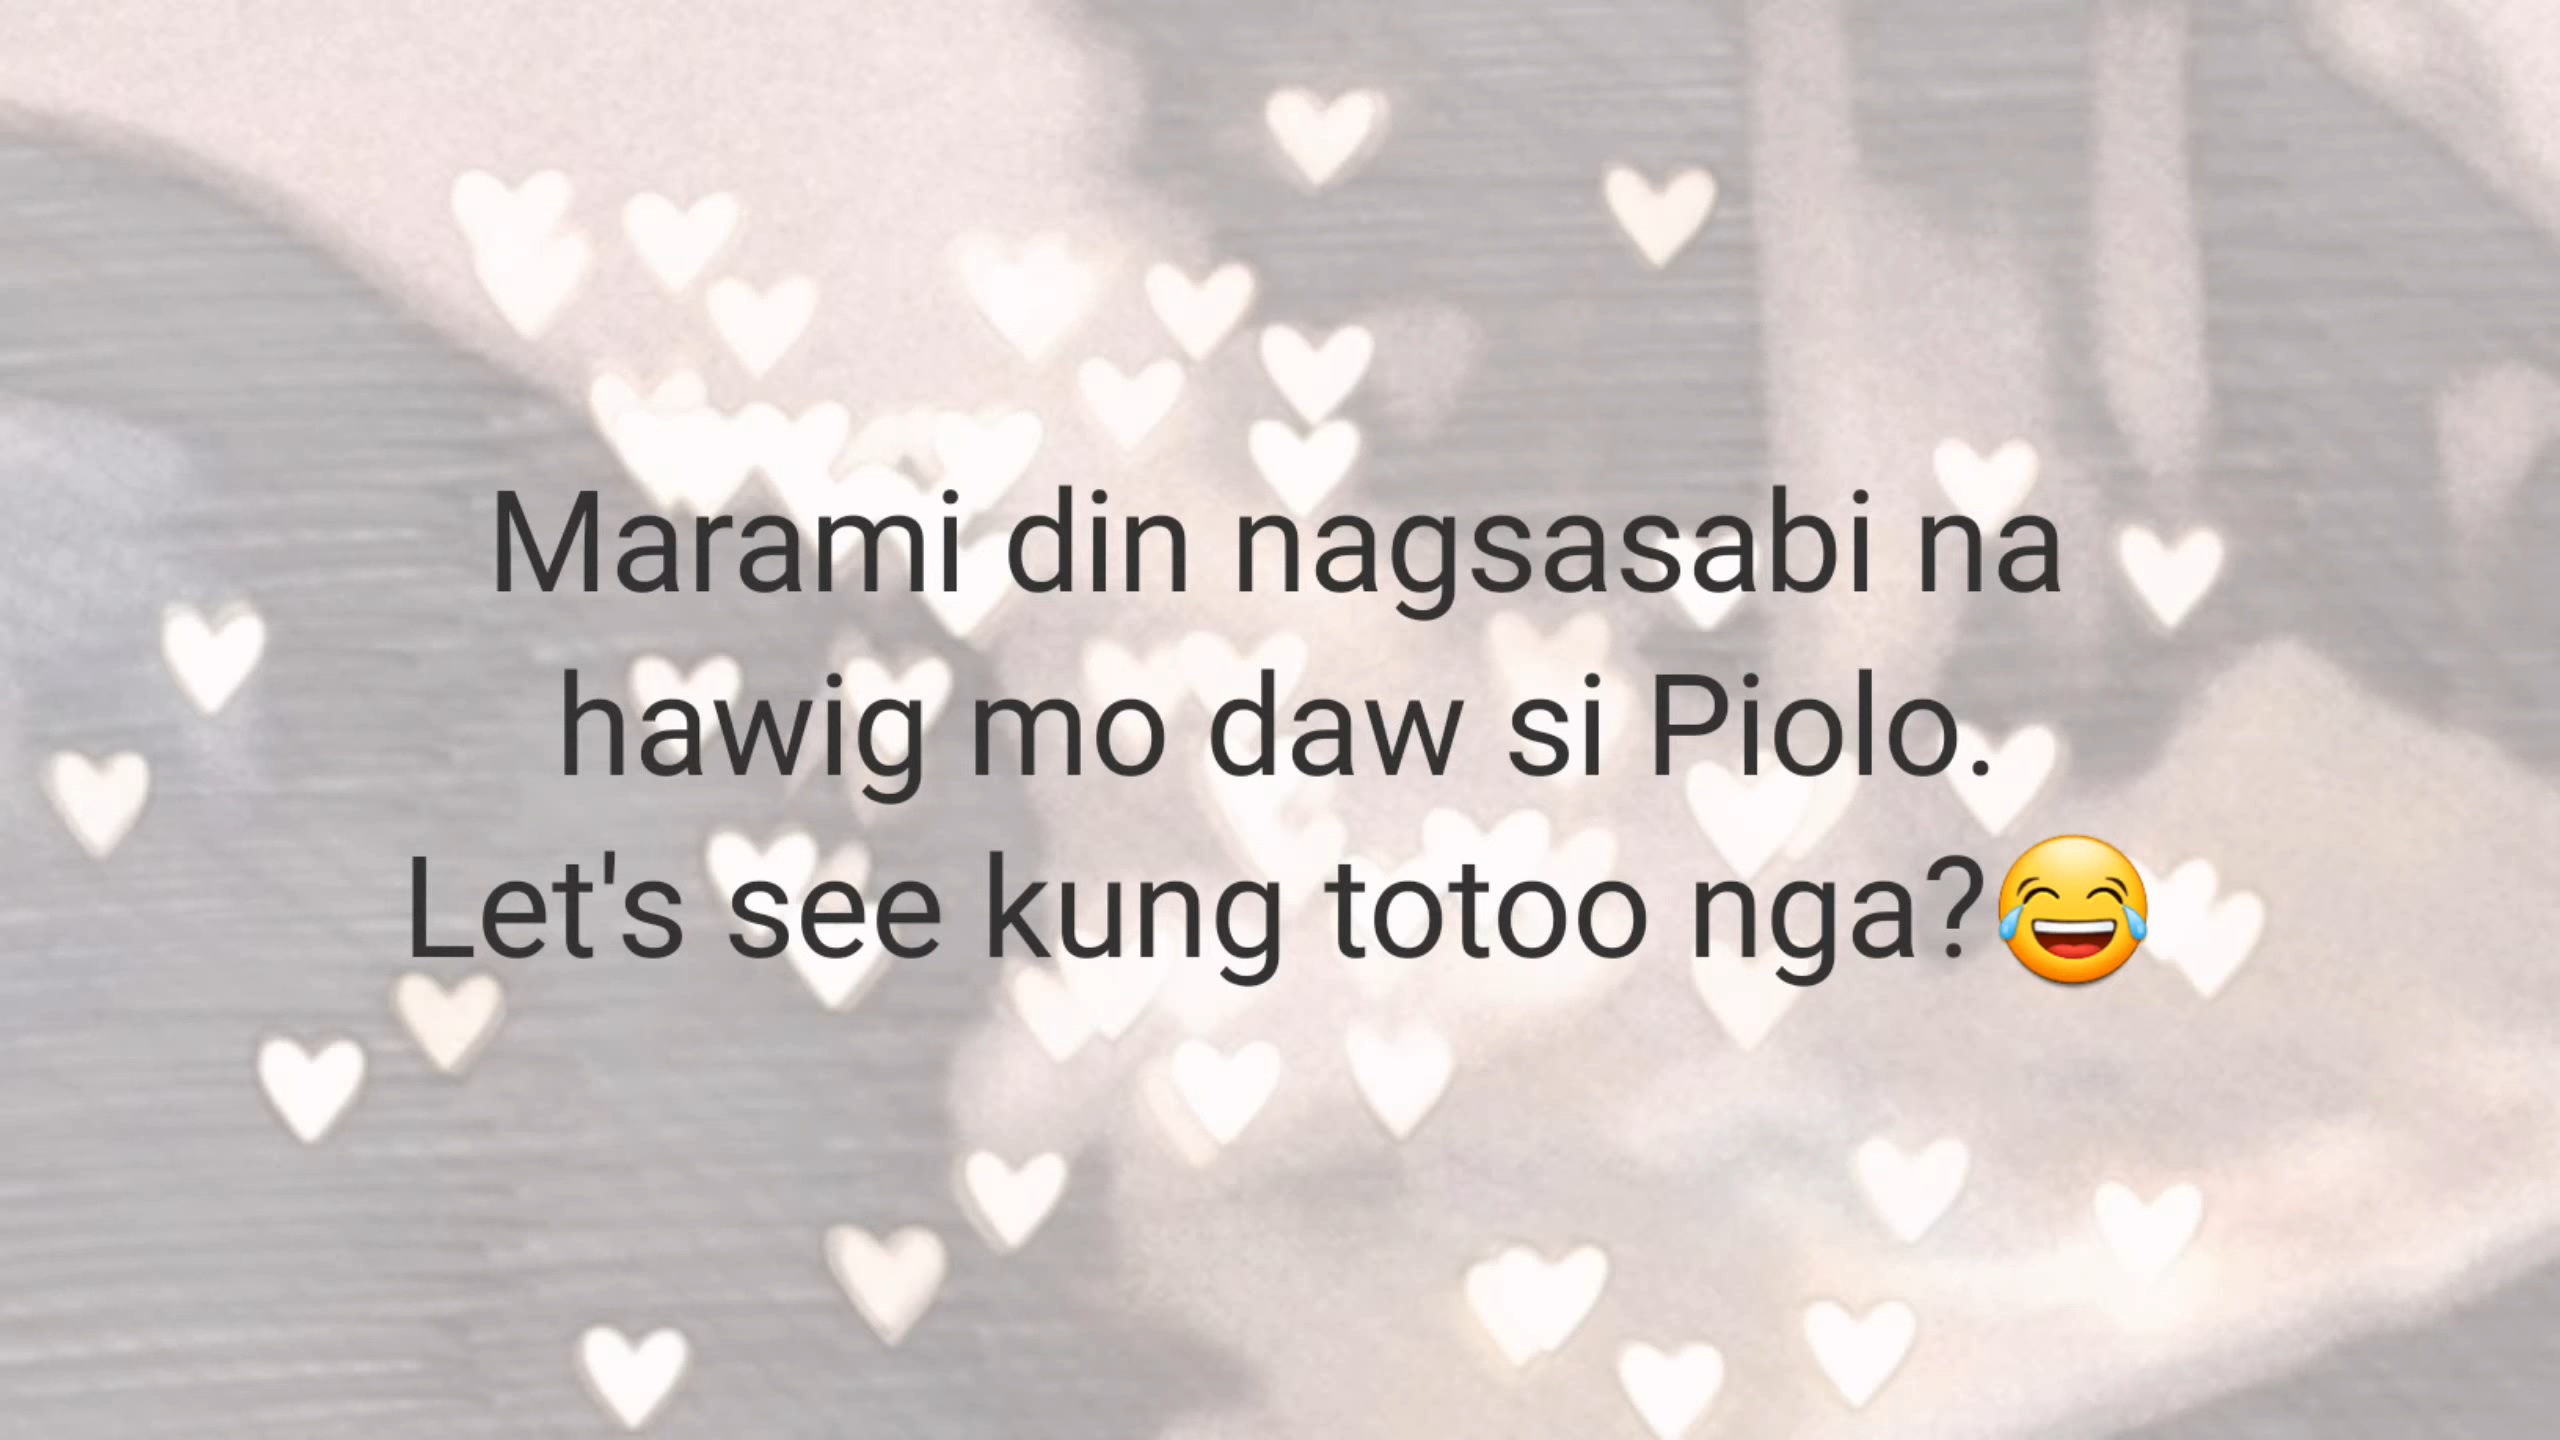 Marami din nagsasabi na
hawig mo daw si Piolo.
Let's see kung totoo nga?😂